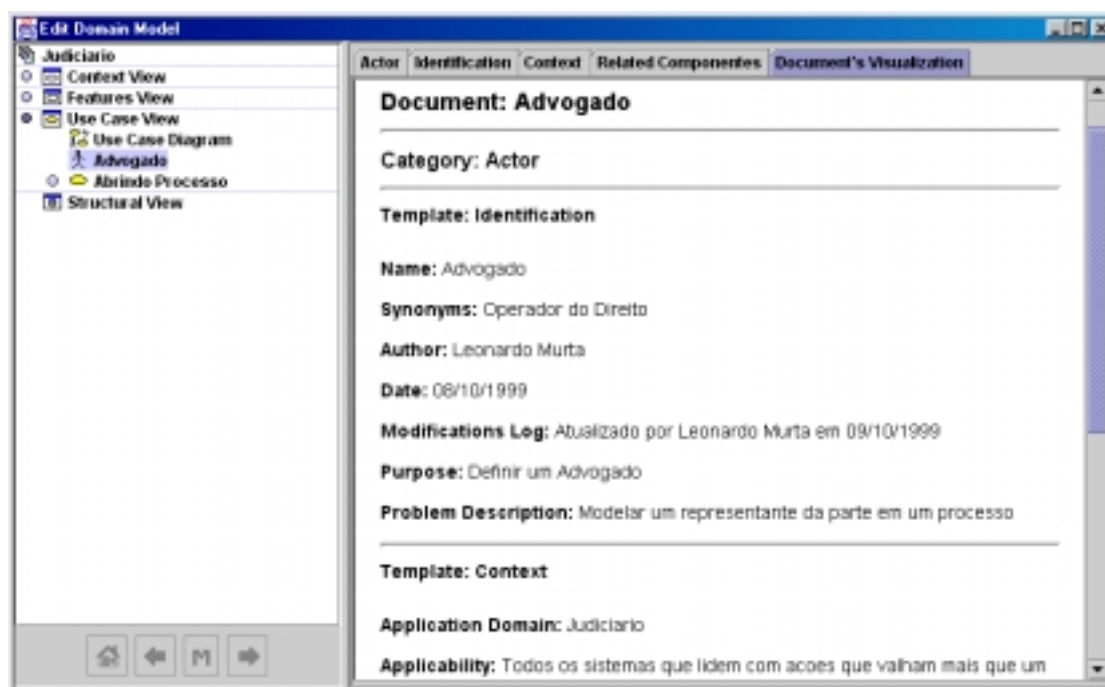 Edit Domain Model
Judiciario
Context View
Features View
Use Case View
Use Case Diagram
Advogado
Abrindo Processo
Structural View
M
Actor Identification Context Related Componentes Document's Visualization
Document: Advogado
Category: Actor
Template: Identification
Name: Advogado
Synonyms: Operador do Direito
Author: Leonardo Murta
Date: 08/10/1999
Modifications Log: Atualizado por Leonardo Murta em 09/10/1999
Purpose: Definir um Advogado
Problem Description: Modelar um representante da parte em um processo
Template: Context
Application Domain: Judiciario
Applicability: Todos os sistemas que lidem com acoes que valham mais que um